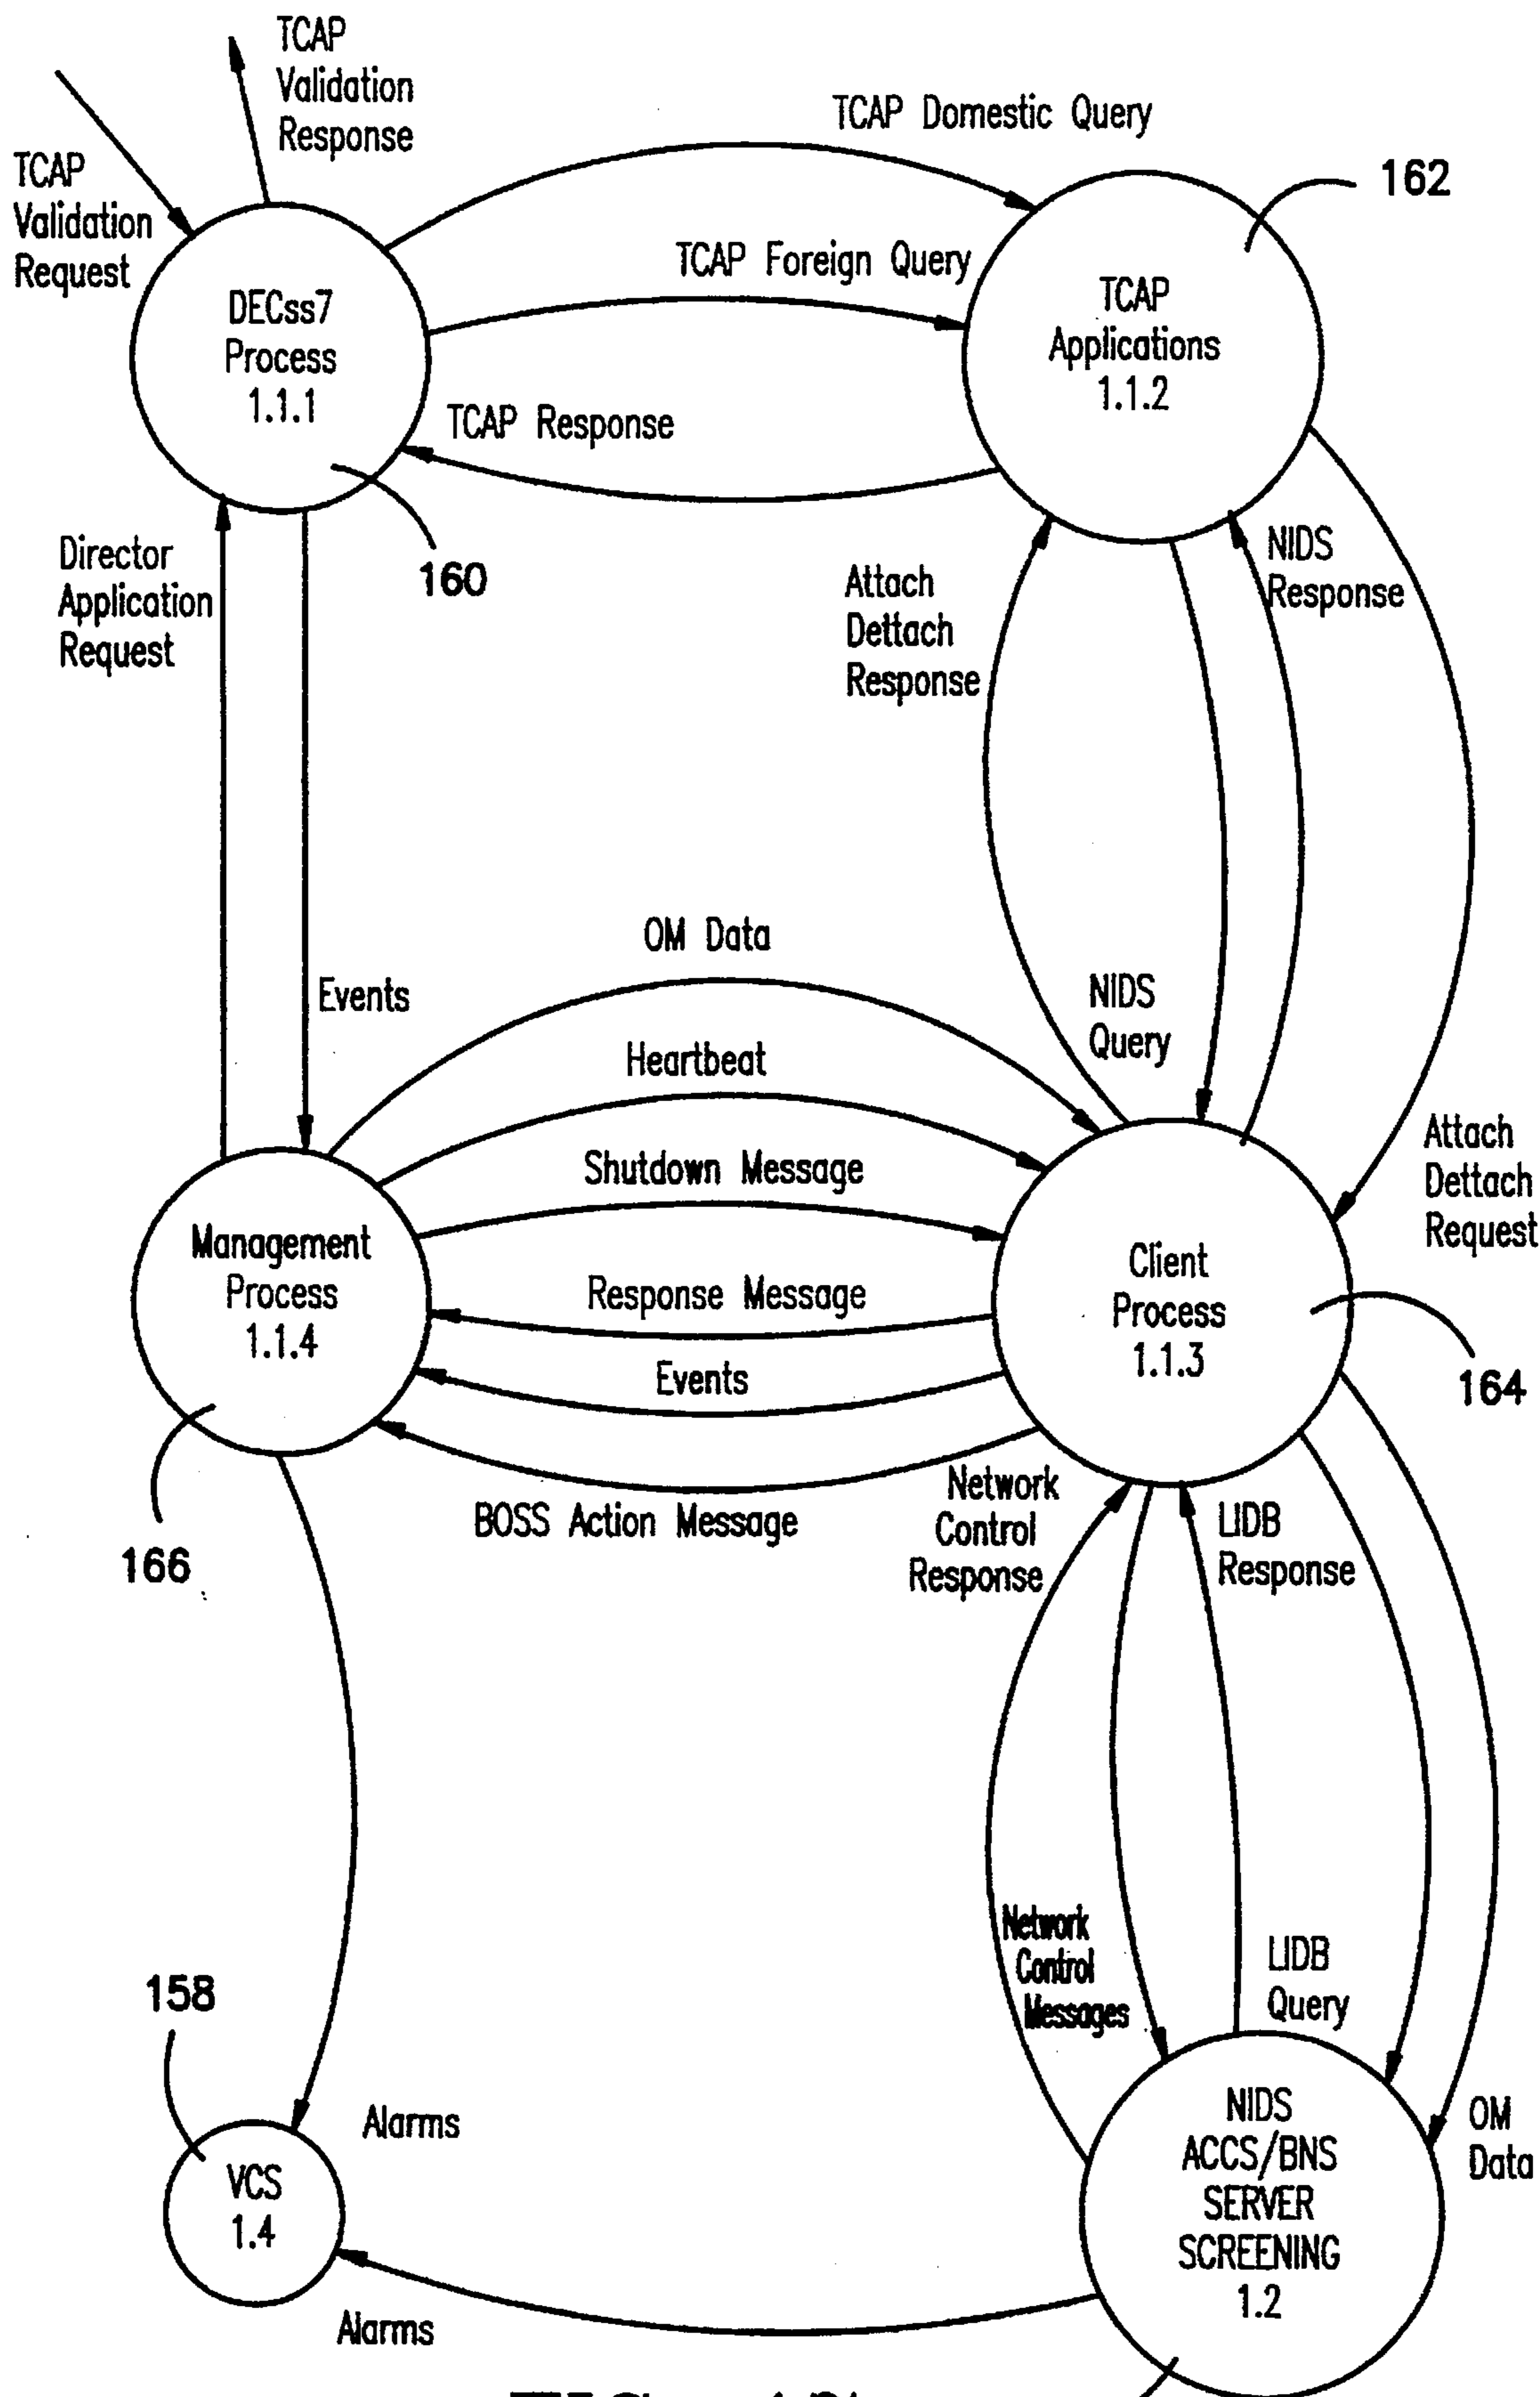 TCAP
Validation
Response
TCAP
Validation
Request
TCAP Domestic Query
162
TCAP Foreign Query
DECss7
Process
1.1.1
TCAP
Applications
1.1.2
TCAP Response
160
Director
Application
Request
Attach
Dettach
Response
NIDS
Response
OM Data
Events
NIDS
Query
Heartbeat
Shutdown Message
Attach
Dettach
Request
Management
Process
1.1.4
Response Message
Client
Process
1.1.3
Events
164
BOSS Action Message
166
Network
Control
Response
LIDB
Response
Network
Control
Messages
LIDB
Query
158
Alarms
VCS
1.4
NIDS
ACCS/BNS
SERVER
SCREENING
1.2
OM
Data
Alarms